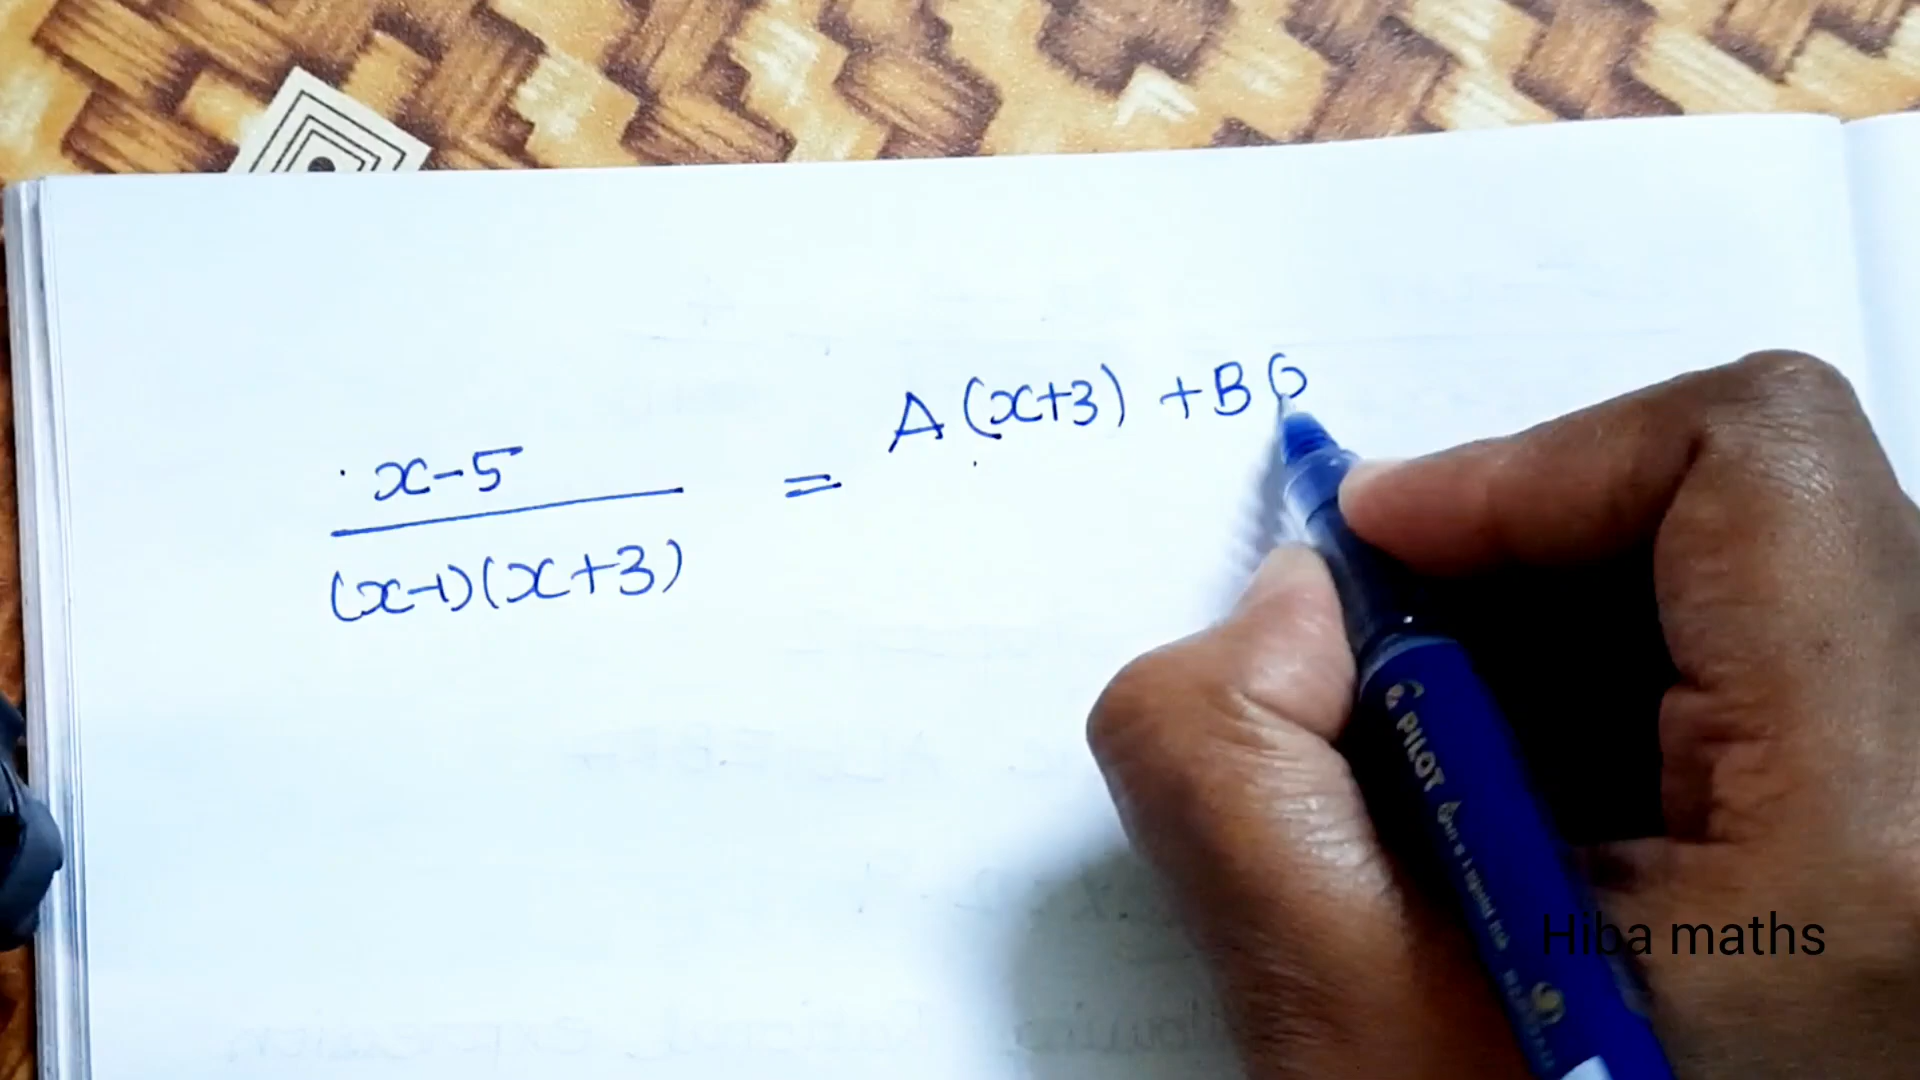 x-5 = A(x+3) + B(
(x-1)(x+3)
PILOT
Hiba maths